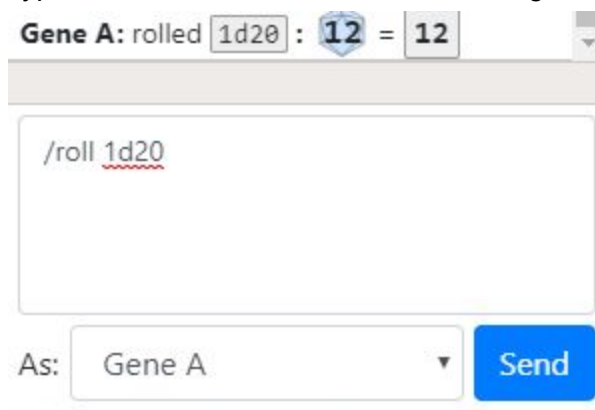 Gene A: rolled 1d20 : 12 = 12
/roll 1d20
As: Gene A Send